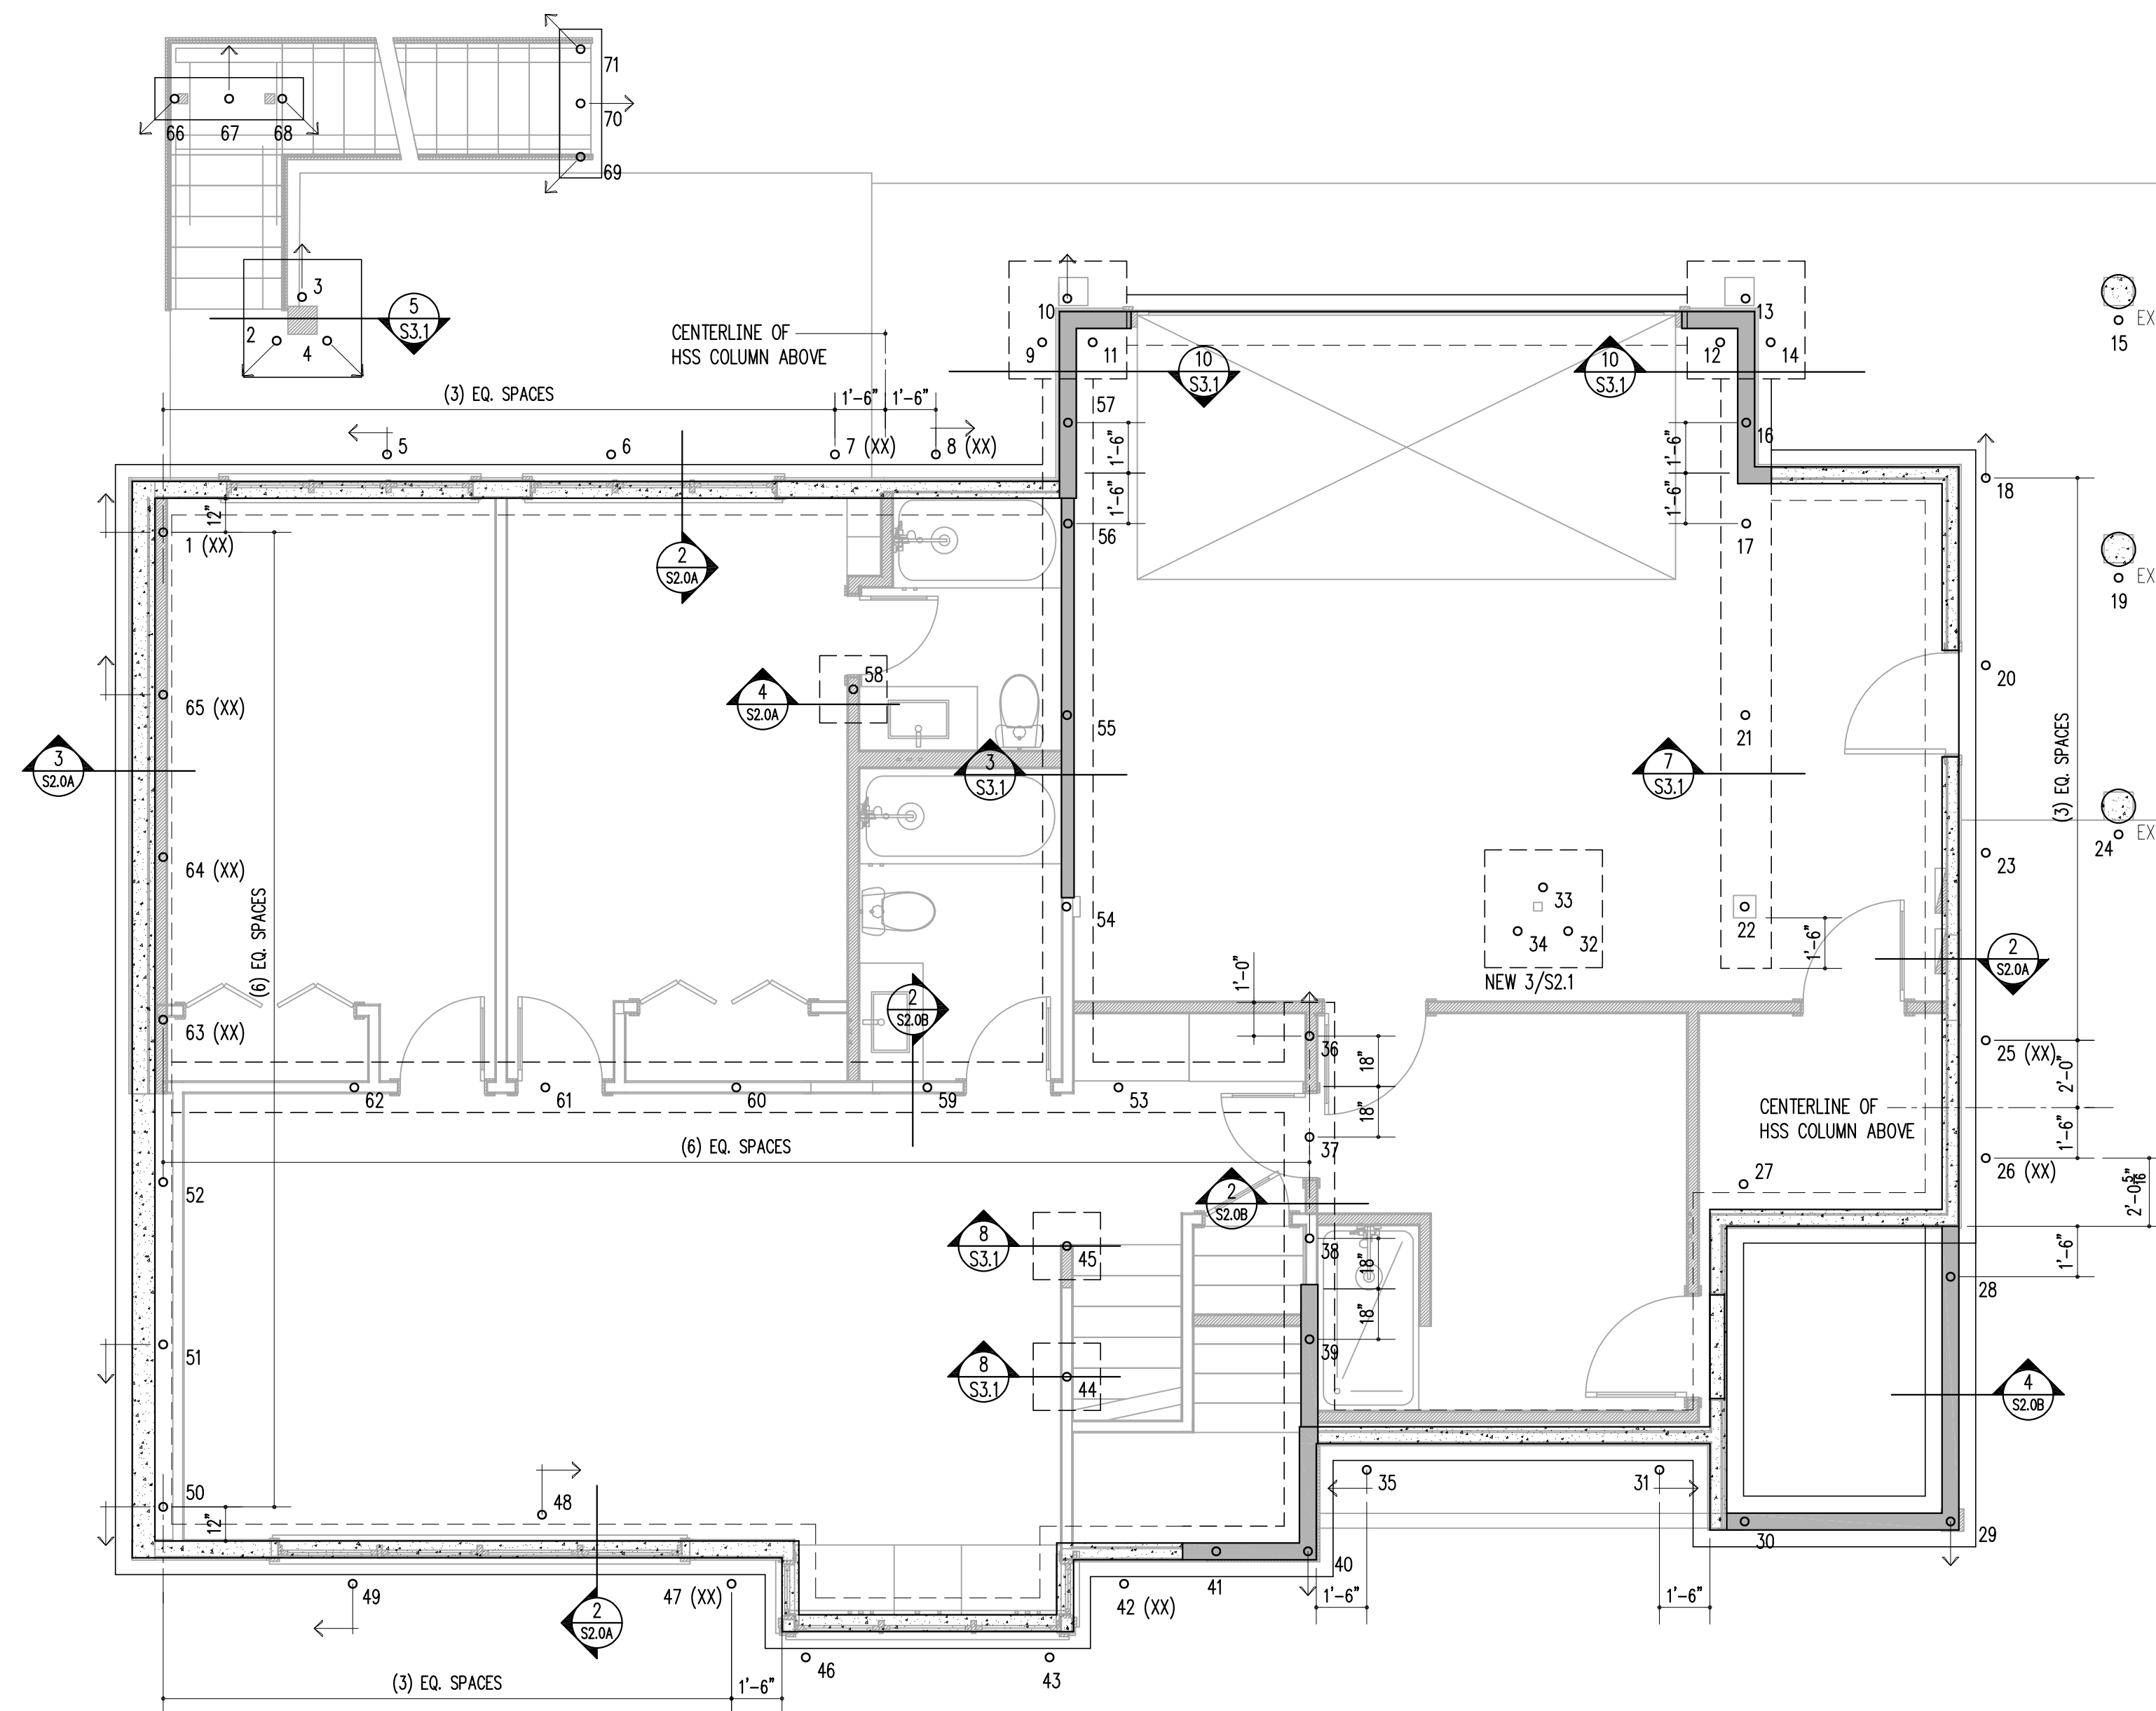 71
70
69
66 67 68
3
2
4
5
S3.1
CENTERLINE OF
HSS COLUMN ABOVE
10
9
11
13
12
14
15
EX
10
S3.1
10
S3.1
(3) EQ. SPACES
1'-6"
1'-6"
57
5
6
7 (XX)
8 (XX)
1'-6"
1'-6"
16
1'-6"
1'-6"
18
12"
1 (XX)
56
17
2
S2.0A
EX
19
58
20
65 (XX)
4
S2.0A
55
21
3
S2.0A
3
S3.1
7
S3.1
(3) EQ. SPACES
EX
24
64 (XX)
23
(6) EQ. SPACES
54
33
34
32
22
1'-6"
NEW 3/S2.1
2
S2.0A
1'-0"
2
S2.0B
63 (XX)
36
18"
18"
25 (XX)
2'-0"
62
61
60
59
53
CENTERLINE OF
HSS COLUMN ABOVE
1'-6"
(6) EQ. SPACES
37
26 (XX)
27
2'-0 5/16"
52
2
S2.0B
8
S3.1
45
38
18"
18"
1'-6"
28
51
39
8
S3.1
44
4
S2.0B
50
48
35
31
12"
30
29
49
47 (XX)
42 (XX)
41
40
1'-6"
1'-6"
2
S2.0A
46
43
(3) EQ. SPACES
1'-6"